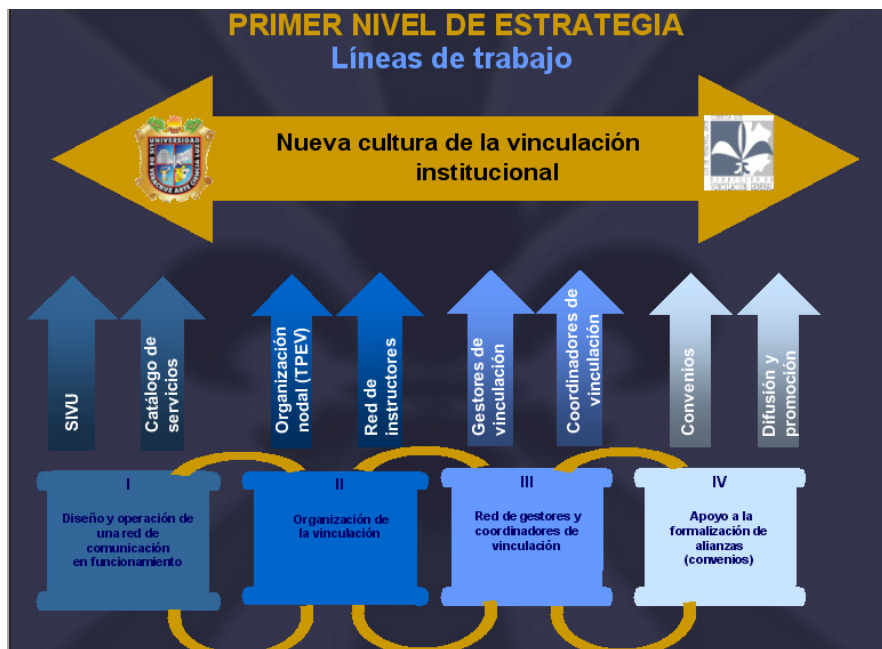 PRIMER NIVEL DE ESTRATEGIA
Líneas de trabajo
Nueva cultura de la vinculación
institucional
UNIVERSIDAD
SIVU
Catálogo de
servicios
Organización
nodal (TPEV)
Red de
instructores
Gestores de
vinculación
Coordinadores de
vinculación
Convenios
Difusión y
promoción
I
Diseño y operación de
una red de
comunicación
en funcionamiento
II
Organización de
la vinculación
III
Red de gestores y
coordinadores de
vinculación
IV
Apoyo a la
formalización de
alianzas
(convenios)